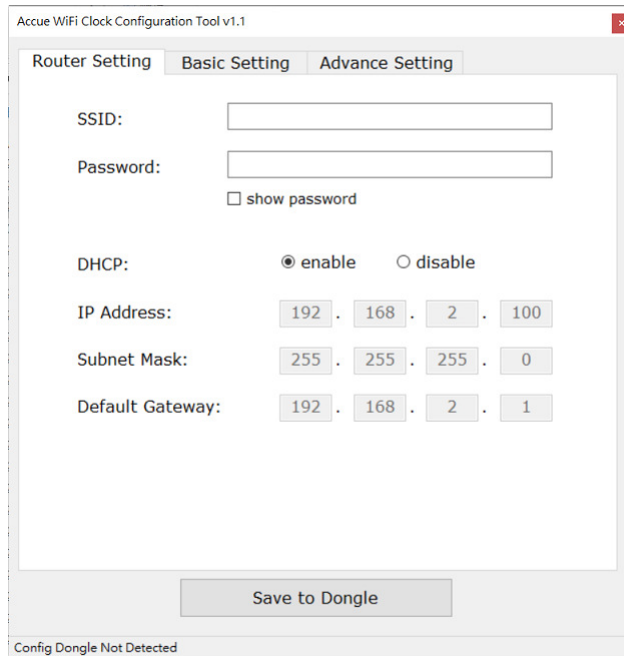 Accue WiFi Clock Configuration Tool v1.1
Router Setting Basic Setting Advance Setting
SSID:
Password:
show password
DHCP: enable disable
IP Address: 192 . 168 . 2 . 100
Subnet Mask: 255 . 255 . 255 . 0
Default Gateway: 192 . 168 . 2 . 1
Save to Dongle
Config Dongle Not Detected